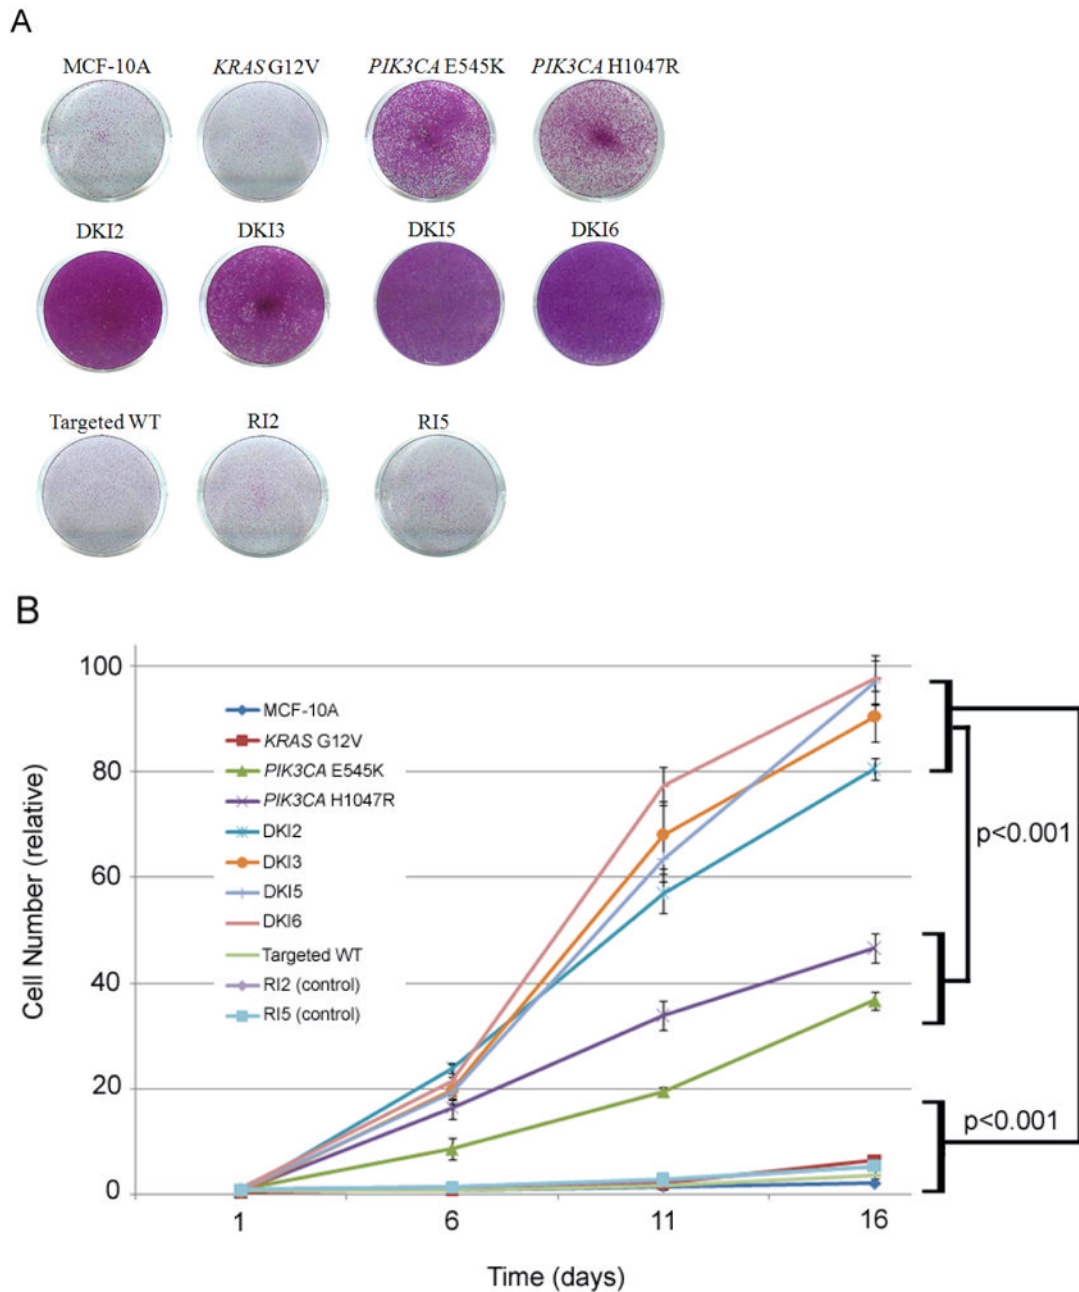 A
MCF-10A KRAS G12V PIK3CA E545K PIK3CA H1047R
DKI2 DKI3 DKI5 DKI6
Targeted WT RI2 RI5
B
Cell Number (relative)
100
80
60
40
20
0
MCF-10A
KRAS G12V
PIK3CA E545K
PIK3CA H1047R
DKI2
DKI3
DKI5
DKI6
Targeted WT
RI2 (control)
RI5 (control)
p<0.001
p<0.001
1 6 11 16
Time (days)